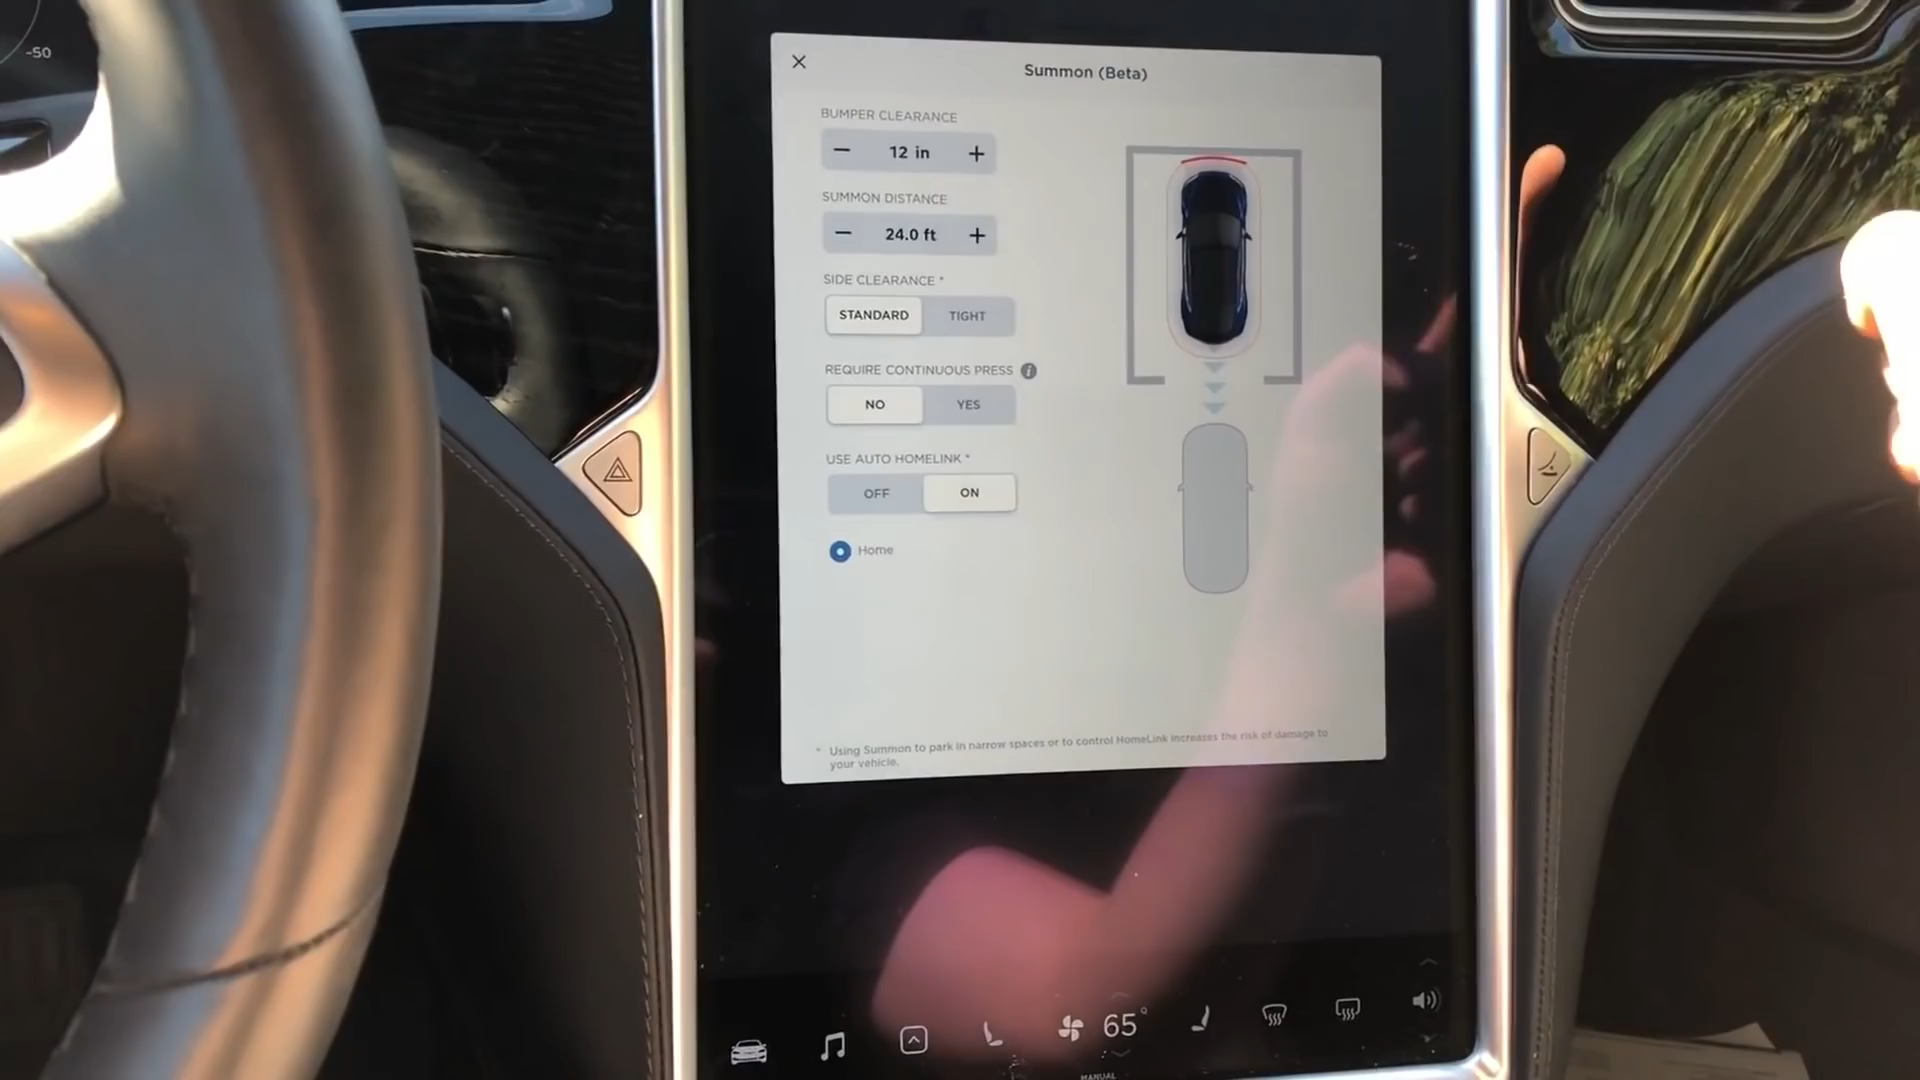 -50
Summon (Beta)
BUMPER CLEARANCE
− 12 in +
SUMMON DISTANCE
− 24.0 ft +
SIDE CLEARANCE *
STANDARD TIGHT
REQUIRE CONTINUOUS PRESS i
NO YES
USE AUTO HOMELINK *
OFF ON
Home
* Using Summon to park in narrow spaces or to control HomeLink increases the risk of damage to
your vehicle.
65°
MANUAL